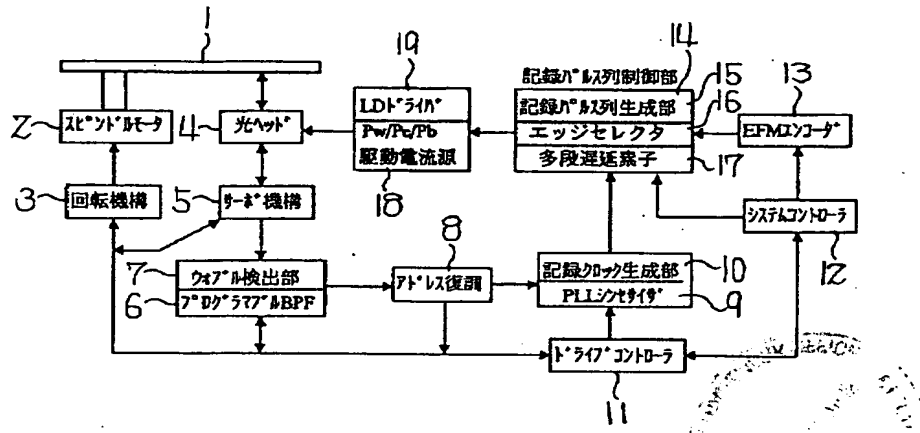 1
19
14
記録パルス列制御部
15
13
LDドライバ
記録パルス列生成部
16
2
スピンドルモータ
4
光ヘッド
Pw/Pc/Pb
エッジセレクタ
EFMエンコーダ
駆動電流源
多段遅延素子
17
18
3
回転機構
5
サーボ機構
8
システムコントローラ
12
7
ウォブル検出部
アドレス復調
記録クロック生成部
10
6
プログラマブルBPF
PLLシンセサイザ
9
ドライブコントローラ
11